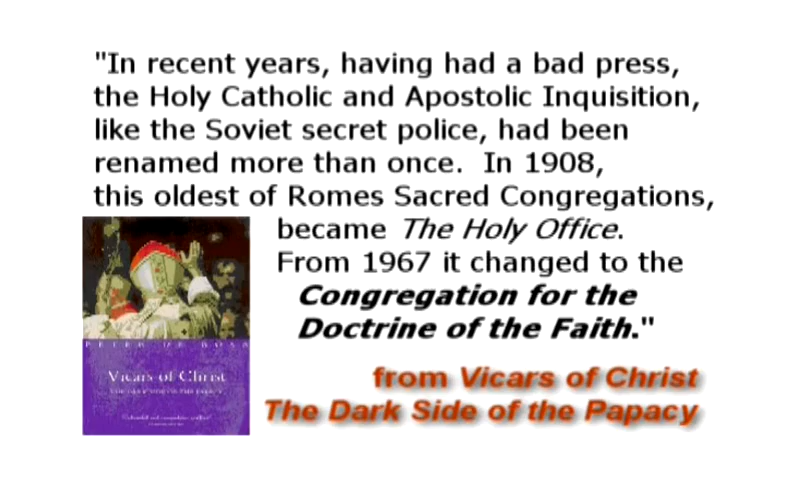 "In recent years, having had a bad press,
the Holy Catholic and Apostolic Inquisition,
like the Soviet secret police, had been
renamed more than once. In 1908,
this oldest of Romes Sacred Congregations,
became The Holy Office.
From 1967 it changed to the
Congregation for the
Doctrine of the Faith."
PETER DE ROSA
Vicars of Christ
from Vicars of Christ
The Dark Side of the Papacy